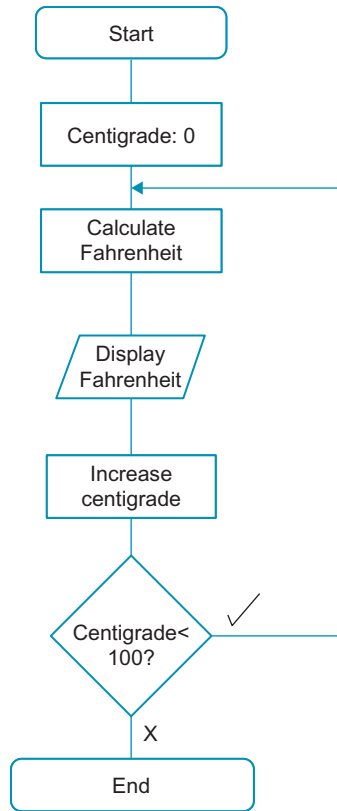 Start
Centigrade: 0
Calculate
Fahrenheit
Display
Fahrenheit
Increase
centigrade
Centigrade<
100?
X
End